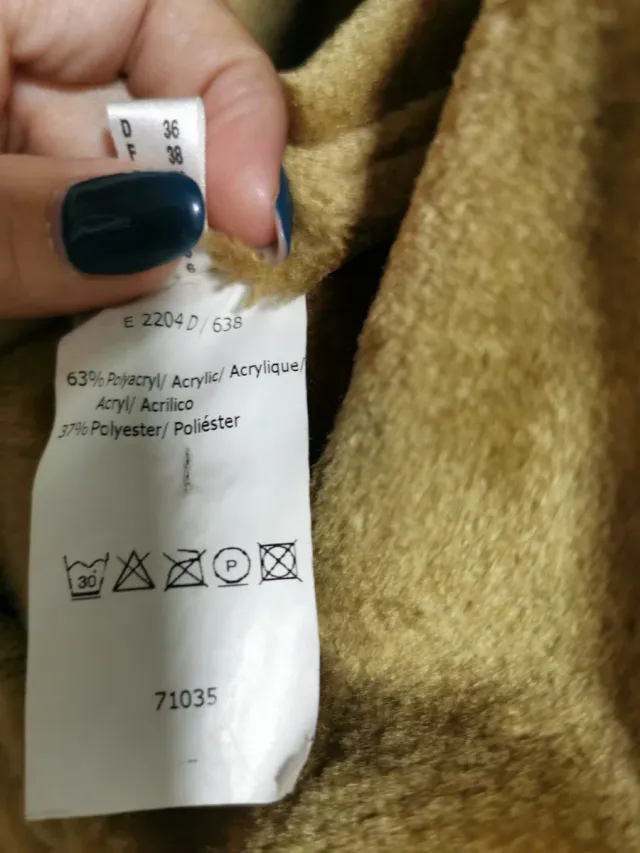 D 36
F 38
E 2204 D/ 638
63% Polyacryl/ Acrylic/ Acrylique/
Acryl/ Acrilico
37% Polyester/ Poliéster
30
P
71035